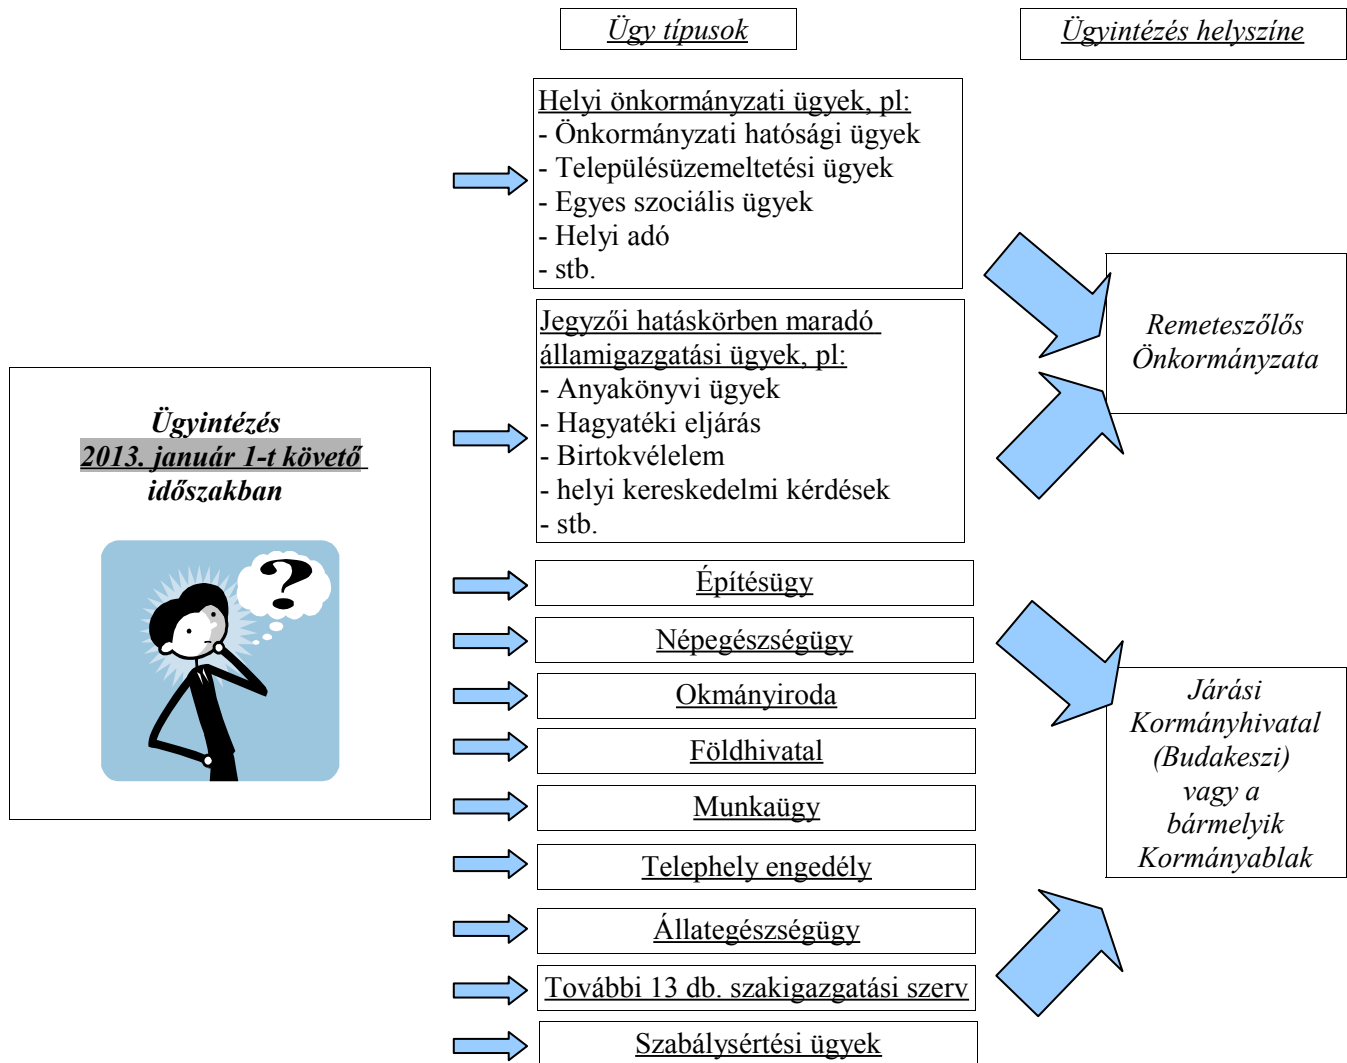 Ügy típusok
Ügyintézés helyszíne
Helyi önkormányzati ügyek, pl:
- Önkormányzati hatósági ügyek
- Településüzemeltetési ügyek
- Egyes szociális ügyek
- Helyi adó
- stb.
Jegyzői hatáskörben maradó
államigazgatási ügyek, pl:
- Anyakönyvi ügyek
- Hagyatéki eljárás
- Birtokvélelem
- helyi kereskedelmi kérdések
- stb.
Remeteszőlős
Önkormányzata
Ügyintézés
2013. január 1-t követő
időszakban
?
Építésügy
Népegészségügy
Okmányiroda
Földhivatal
Munkaügy
Telephely engedély
Állategészségügy
További 13 db. szakigazgatási szerv
Szabálysértési ügyek
Járási
Kormányhivatal
(Budakeszi)
vagy a
bármelyik
Kormányablak